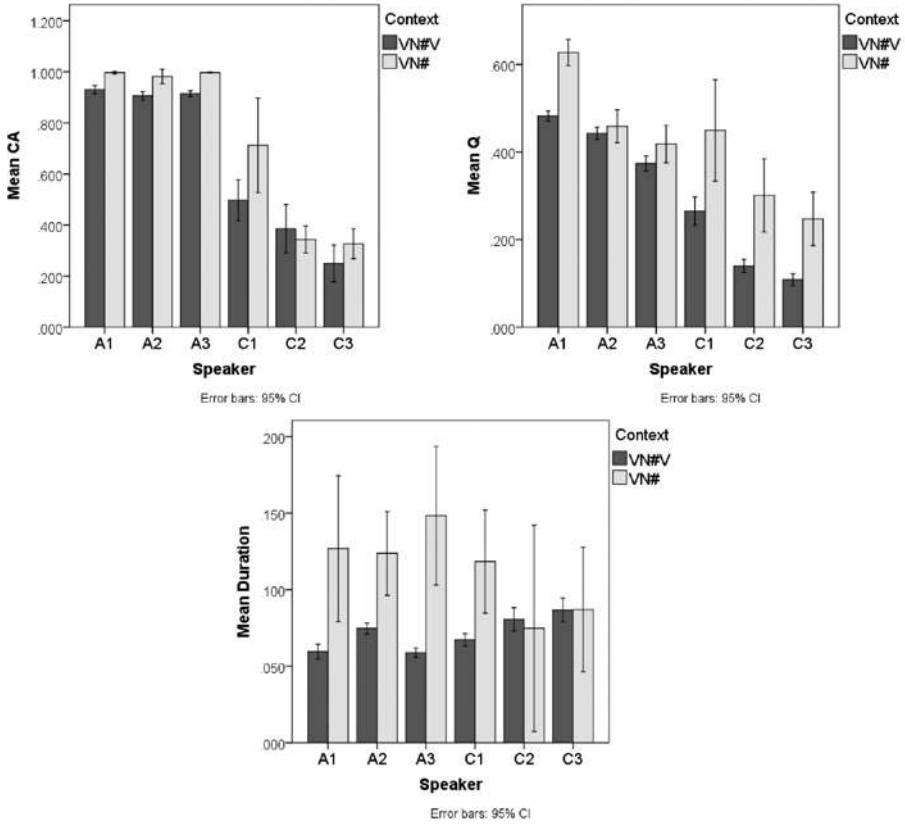 Context
VN#V
VN#
1.200
1.000
.800
.600
.400
.200
.000
Mean CA
A1 A2 A3 C1 C2 C3
Speaker
Error bars: 95% CI
Context
VN#V
VN#
.600
.400
.200
.000
Mean Q
A1 A2 A3 C1 C2 C3
Speaker
Error bars: 95% CI
Context
VN#V
VN#
.200
.150
.100
.050
.000
Mean Duration
A1 A2 A3 C1 C2 C3
Speaker
Error bars: 95% CI